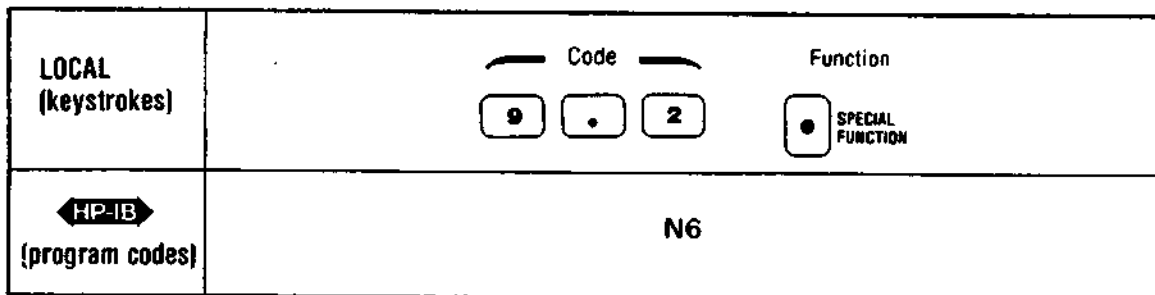 LOCAL
(keystrokes)
Code
Function
9 . 2
SPECIAL
FUNCTION
HP-IB
(program codes)
N6